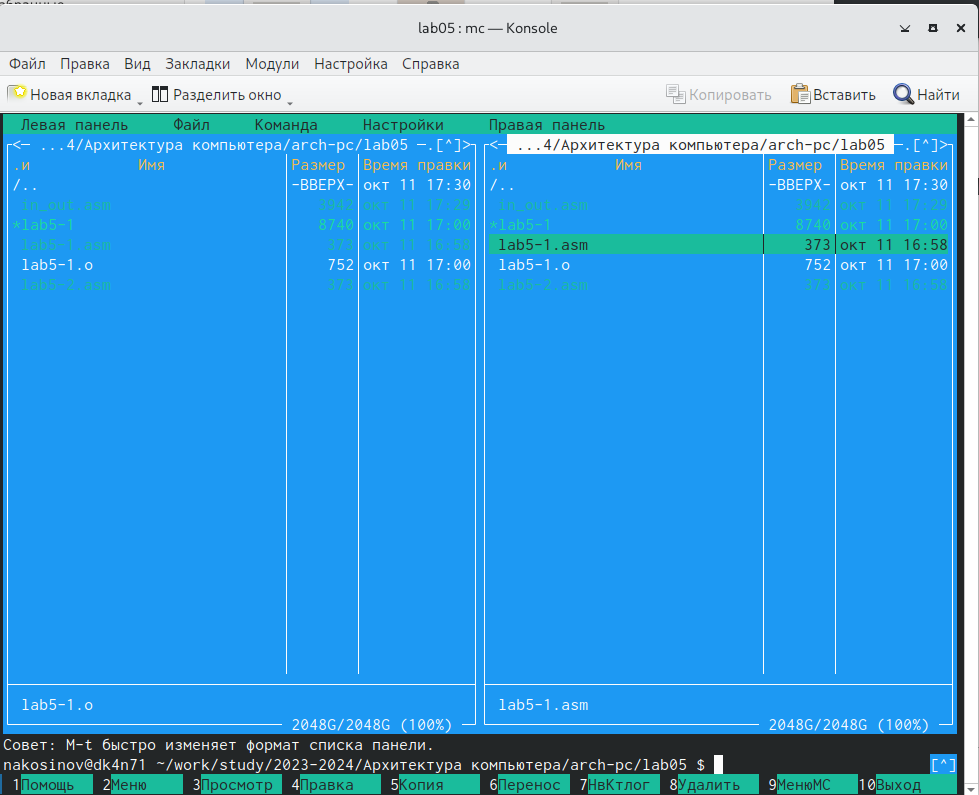 lab05 : mc — Konsole
Файл Правка Вид Закладки Модули Настройка Справка
Новая вкладка Разделить окно Копировать Вставить Найти
Левая панель Файл Команда Настройки Правая панель
<─ ...4/Архитектура компьютера/arch-pc/lab05 ─.[^]> <─ ...4/Архитектура компьютера/arch-pc/lab05 ─.[^]>
.и Имя Размер Время правки .и Имя Размер Время правки
/.. -ВВЕРХ- окт 11 17:30 /.. -ВВЕРХ- окт 11 17:30
in_out.asm 3942 окт 11 17:29 in_out.asm 3942 окт 11 17:29
*lab5-1 8740 окт 11 17:00 *lab5-1 8740 окт 11 17:00
lab5-1.asm 373 окт 11 16:58 lab5-1.asm 373 окт 11 16:58
lab5-1.o 752 окт 11 17:00 lab5-1.o 752 окт 11 17:00
lab5-2.asm 373 окт 11 16:58 lab5-2.asm 373 окт 11 16:58
lab5-1.o lab5-1.asm
2048G/2048G (100%) 2048G/2048G (100%)
Совет: M-t быстро изменяет формат списка панели.
nakosinov@dk4n71 ~/work/study/2023-2024/Архитектура компьютера/arch-pc/lab05 $ [^]
1Помощь 2Меню 3Просмотр 4Правка 5Копия 6Перенос 7НвКтлог 8Удалить 9МенюМС 10Выход